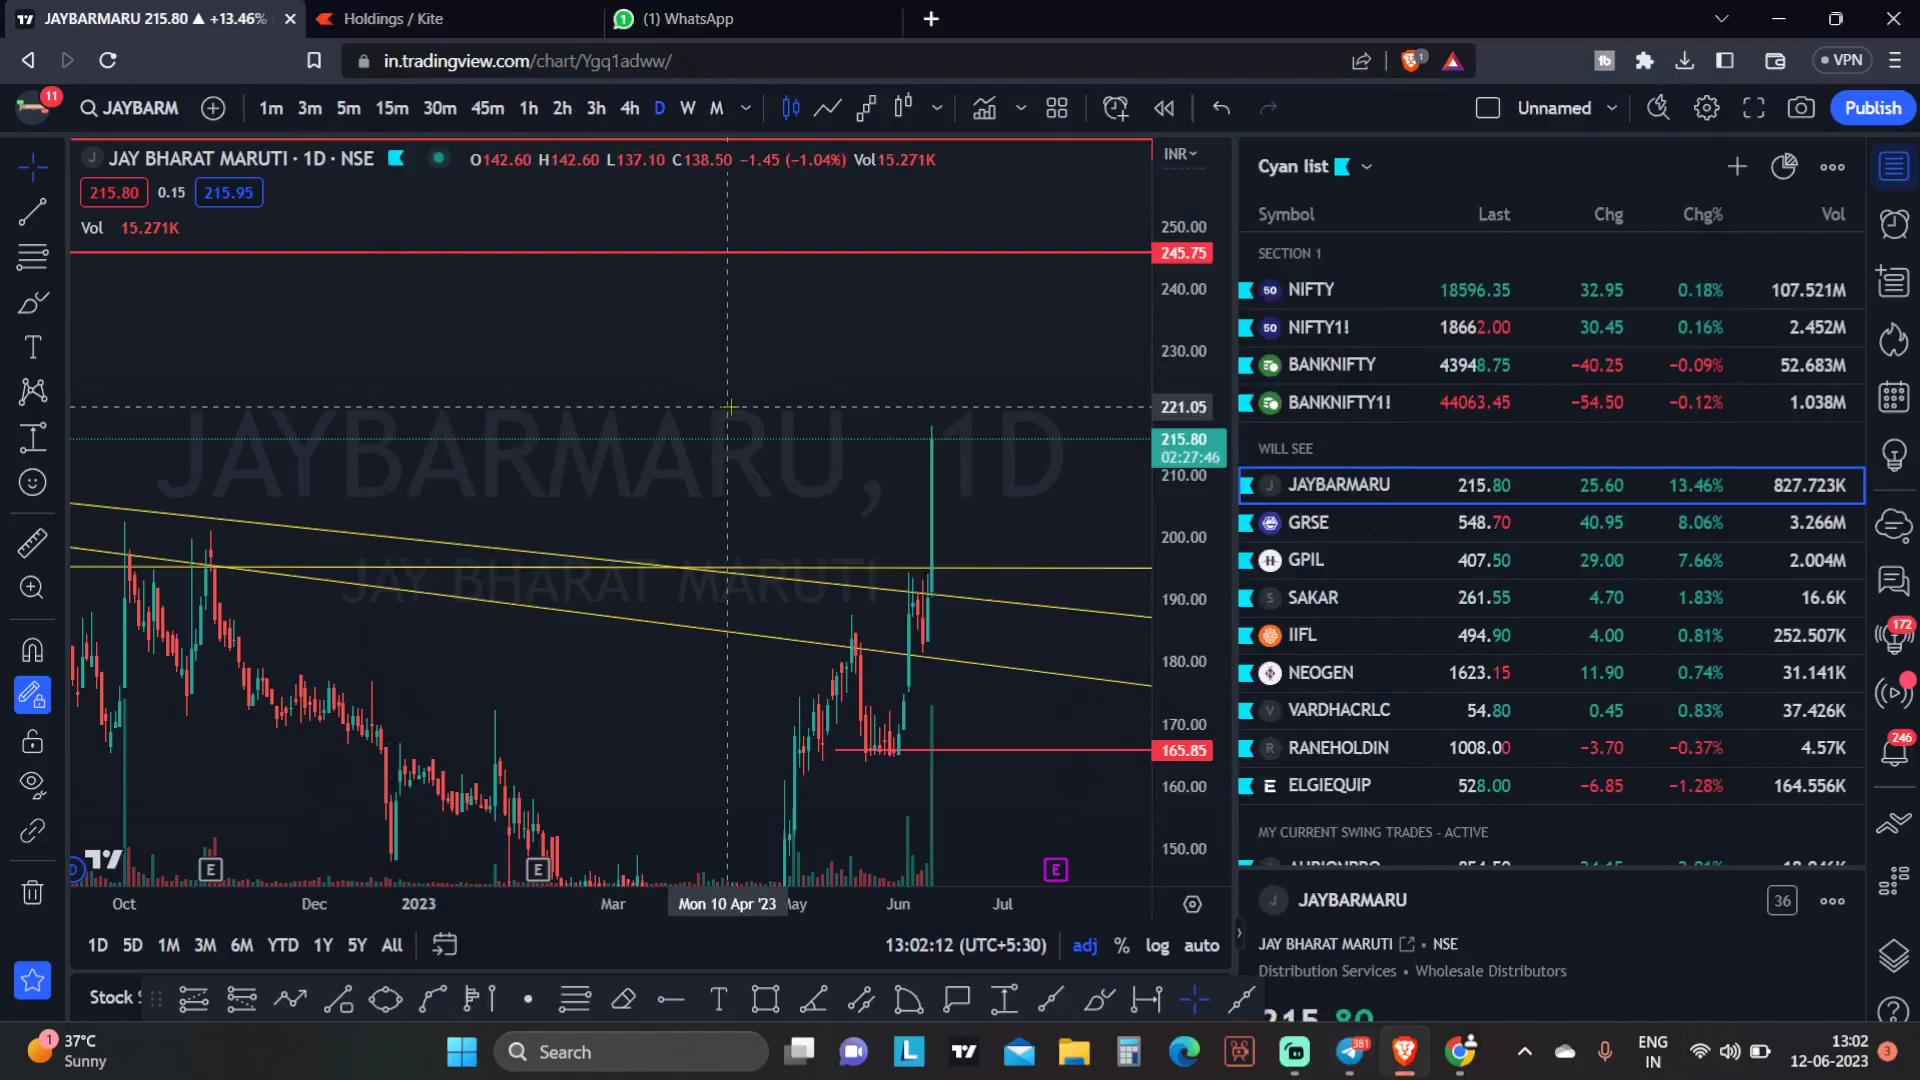 JAYBARMARU 215.80 ▲ +13.46%
Holdings / Kite
(1) WhatsApp
in.tradingview.com/chart/Ygq1adww/
VPN
11
JAYBARM
1m 3m 5m 15m 30m 45m 1h 2h 3h 4h D W M
Unnamed
Publish
JAY BHARAT MARUTI · 1D · NSE
O142.60 H142.60 L137.10 C138.50 −1.45 (−1.04%) Vol15.271K
INR
215.80 0.15 215.95
Vol 15.271K
250.00
245.75
240.00
230.00
221.05
215.80
02:27:46
210.00
200.00
190.00
180.00
170.00
165.85
160.00
150.00
JAYBARMARU, 1D
JAY BHARAT MARUTI
E
E
E
Oct Dec 2023 Mar Mon 10 Apr '23 May Jun Jul
1D 5D 1M 3M 6M YTD 1Y 5Y All
13:02:12 (UTC+5:30) adj % log auto
Stock
Cyan list
Symbol Last Chg Chg% Vol
SECTION 1
NIFTY 18596.35 32.95 0.18% 107.521M
NIFTY1! 18662.00 30.45 0.16% 2.452M
BANKNIFTY 43948.75 −40.25 −0.09% 52.683M
BANKNIFTY1! 44063.45 −54.50 −0.12% 1.038M
WILL SEE
JAYBARMARU 215.80 25.60 13.46% 827.723K
GRSE 548.70 40.95 8.06% 3.266M
GPIL 407.50 29.00 7.66% 2.004M
SAKAR 261.55 4.70 1.83% 16.6K
IIFL 494.90 4.00 0.81% 252.507K
NEOGEN 1623.15 11.90 0.74% 31.141K
VARDHACRLC 54.80 0.45 0.83% 37.426K
RANEHOLDIN 1008.00 −3.70 −0.37% 4.57K
ELGIEQUIP 528.00 −6.85 −1.28% 164.556K
MY CURRENT SWING TRADES - ACTIVE
JAYBARMARU
36
JAY BHARAT MARUTI • NSE
Distribution Services • Wholesale Distributors
215.80
172
246
37°C
Sunny
Search
381
ENG
IN
13:02
12-06-2023
3